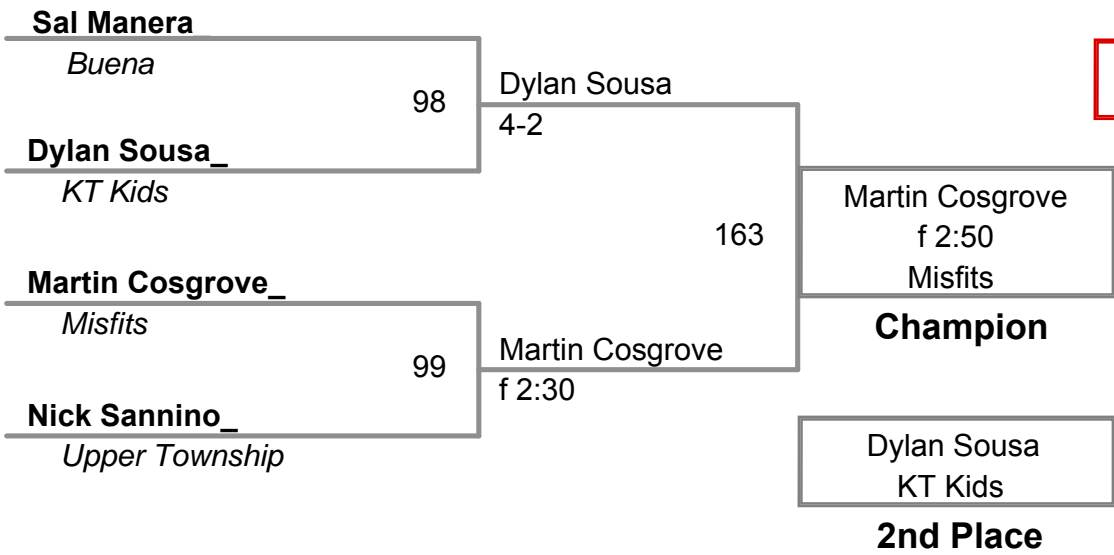 Sal Manera_
Buena
98
Dylan Sousa
4-2
Dylan Sousa_
KT Kids
163
Martin Cosgrove
f 2:50
Misfits
Champion
Martin Cosgrove_
Misfits
99
Martin Cosgrove
f 2:30
Nick Sannino_
Upper Township
Dylan Sousa
KT Kids
2nd Place